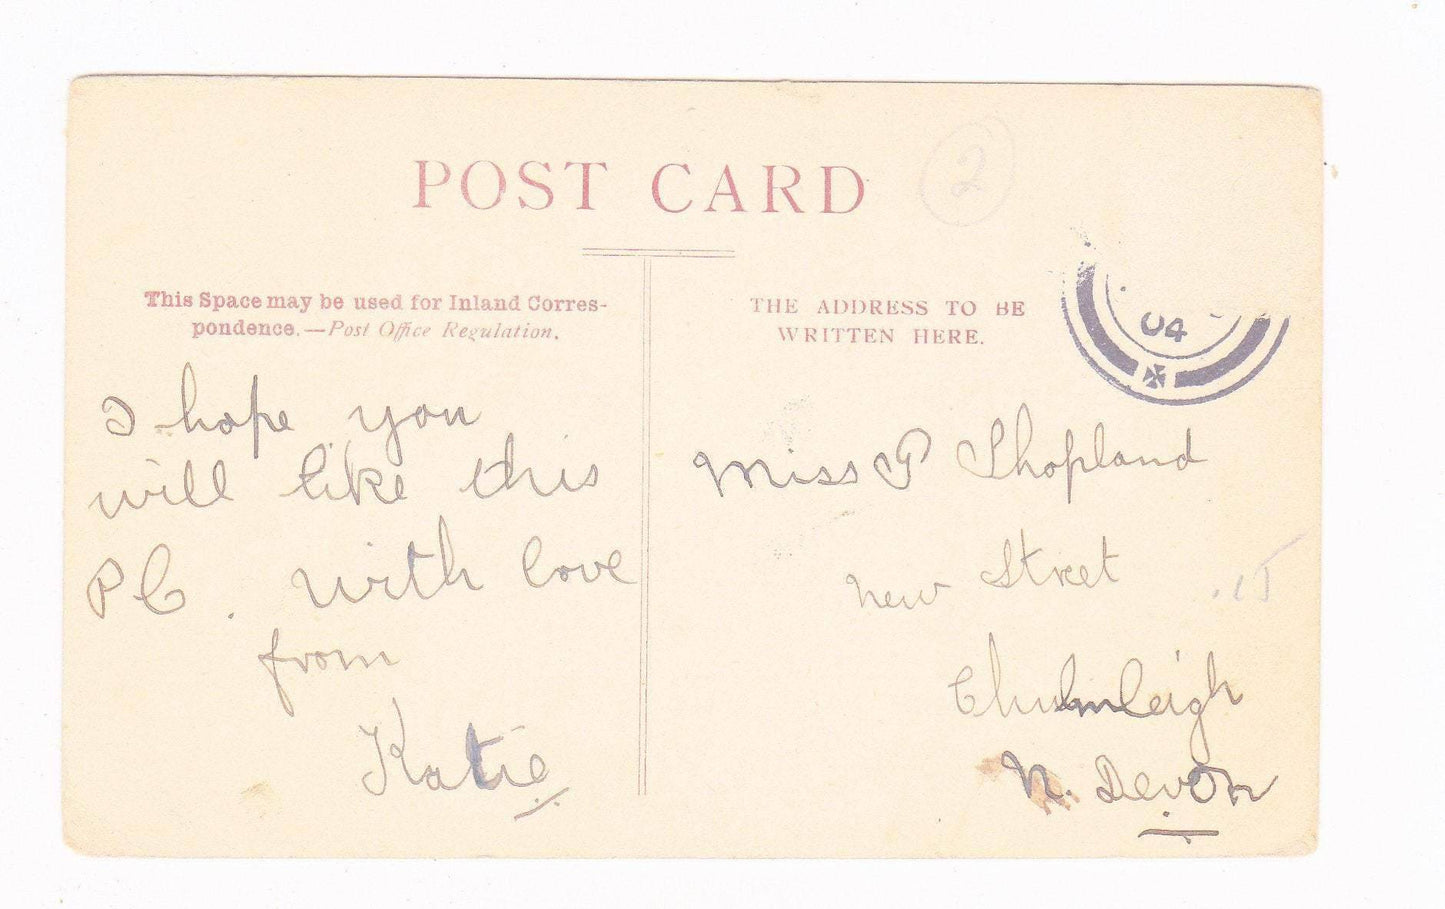 POST CARD
2
This Space may be used for Inland Corres-
pondence.—Post Office Regulation.
I hope you
will like this
PC. with love
from
Katie
THE ADDRESS TO BE
WRITTEN HERE.
04
Miss P Shopland
New Street
Chulmleigh
N. Devon
.15